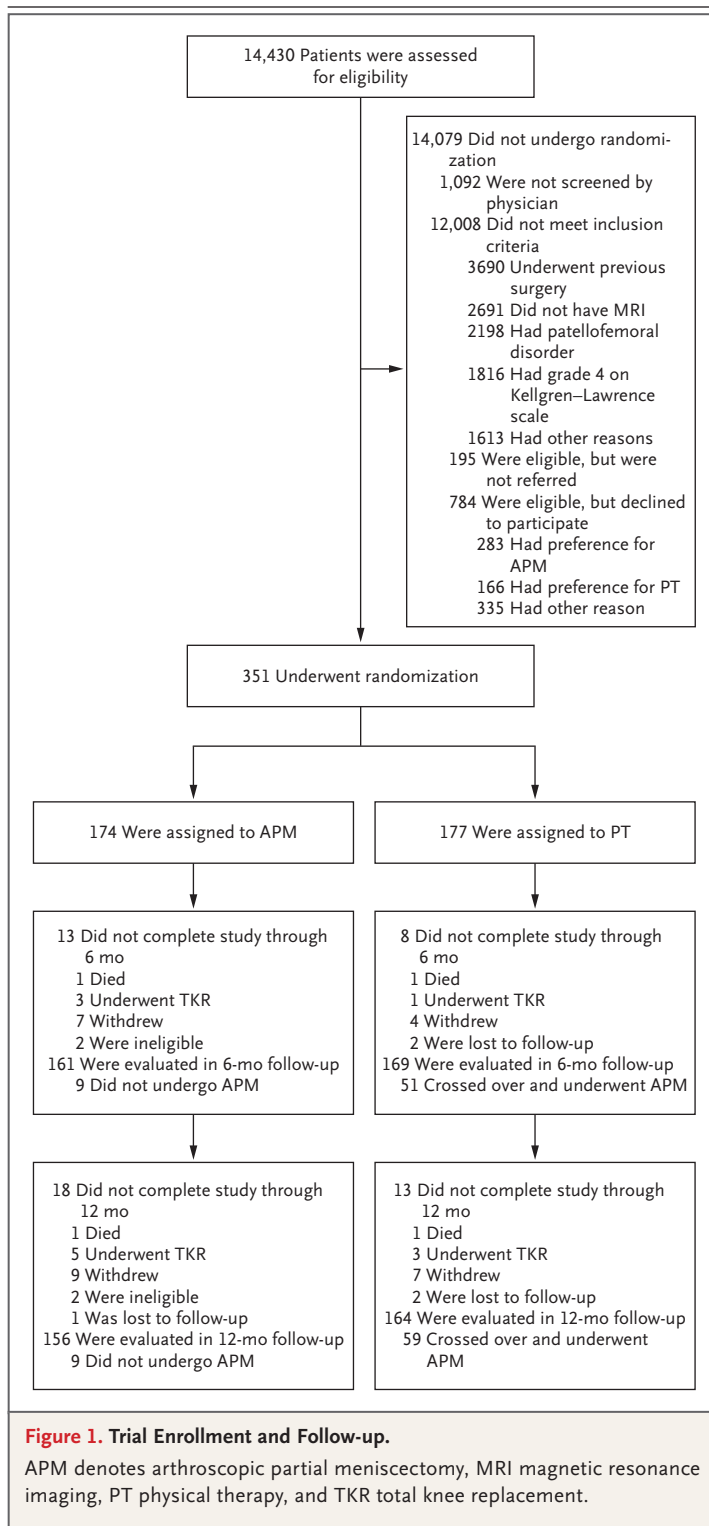 14,430 Patients were assessed
for eligibility
14,079 Did not undergo randomi-
zation
1,092 Were not screened by
physician
12,008 Did not meet inclusion
criteria
3690 Underwent previous
surgery
2691 Did not have MRI
2198 Had patellofemoral
disorder
1816 Had grade 4 on
Kellgren–Lawrence
scale
1613 Had other reasons
195 Were eligible, but were
not referred
784 Were eligible, but declined
to participate
283 Had preference for
APM
166 Had preference for PT
335 Had other reason
351 Underwent randomization
174 Were assigned to APM
177 Were assigned to PT
13 Did not complete study through
6 mo
1 Died
3 Underwent TKR
7 Withdrew
2 Were ineligible
161 Were evaluated in 6-mo follow-up
9 Did not undergo APM
8 Did not complete study through
6 mo
1 Died
1 Underwent TKR
4 Withdrew
2 Were lost to follow-up
169 Were evaluated in 6-mo follow-up
51 Crossed over and underwent APM
18 Did not complete study through
12 mo
1 Died
5 Underwent TKR
9 Withdrew
2 Were ineligible
1 Was lost to follow-up
156 Were evaluated in 12-mo follow-up
9 Did not undergo APM
13 Did not complete study through
12 mo
1 Died
3 Underwent TKR
7 Withdrew
2 Were lost to follow-up
164 Were evaluated in 12-mo follow-up
59 Crossed over and underwent
APM
Figure 1. Trial Enrollment and Follow-up.
APM denotes arthroscopic partial meniscectomy, MRI magnetic resonance
imaging, PT physical therapy, and TKR total knee replacement.